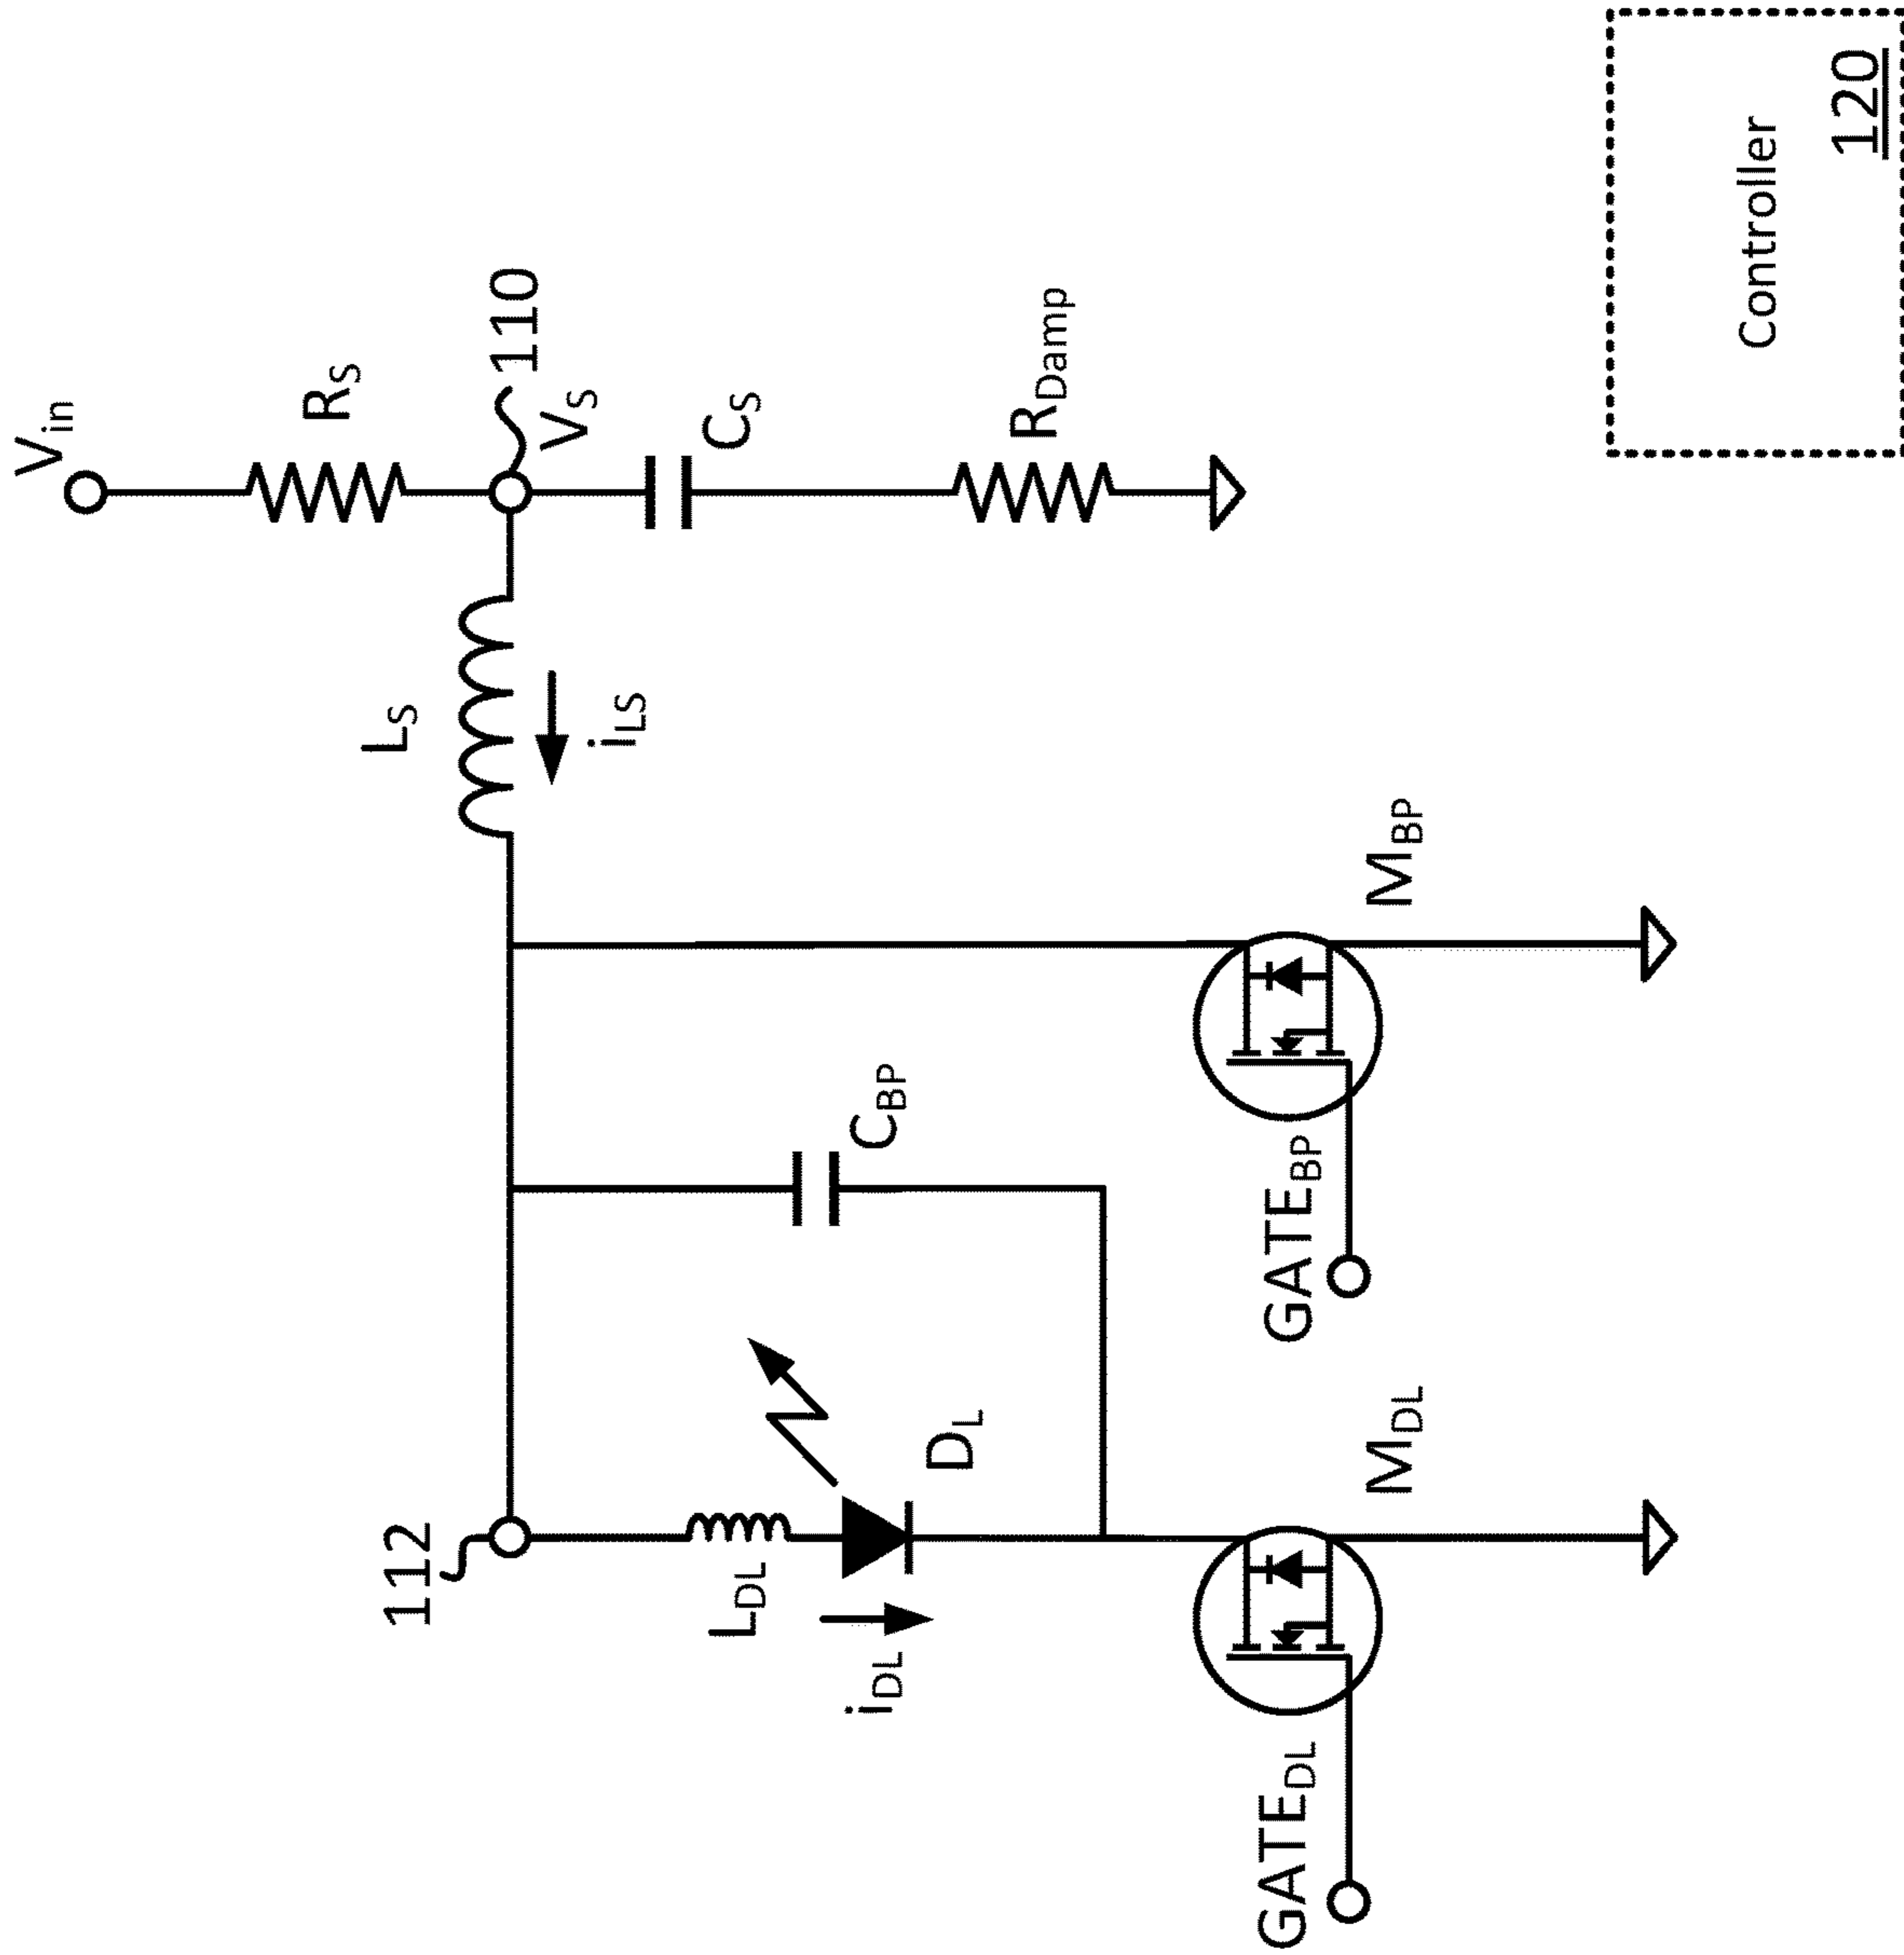 Vin
RS
110
VS
LS
iLS
CS
RDamp
112
LDL
iDL
DL
CBP
GATEBP
MBP
GATEDL
MDL
Controller
120